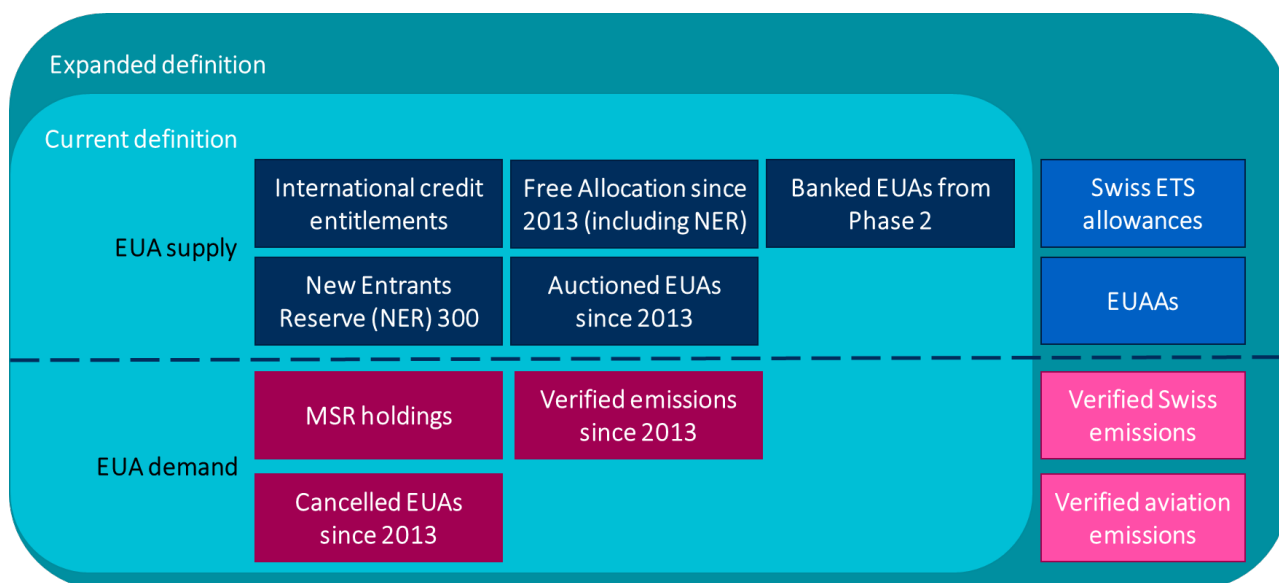 Expanded definition
Current definition
EUA supply
International credit
entitlements
Free Allocation since
2013 (including NER)
Banked EUAs from
Phase 2
Swiss ETS
allowances
New Entrants
Reserve (NER) 300
Auctioned EUAs
since 2013
EUAAs
EUA demand
MSR holdings
Verified emissions
since 2013
Verified Swiss
emissions
Cancelled EUAs
since 2013
Verified aviation
emissions